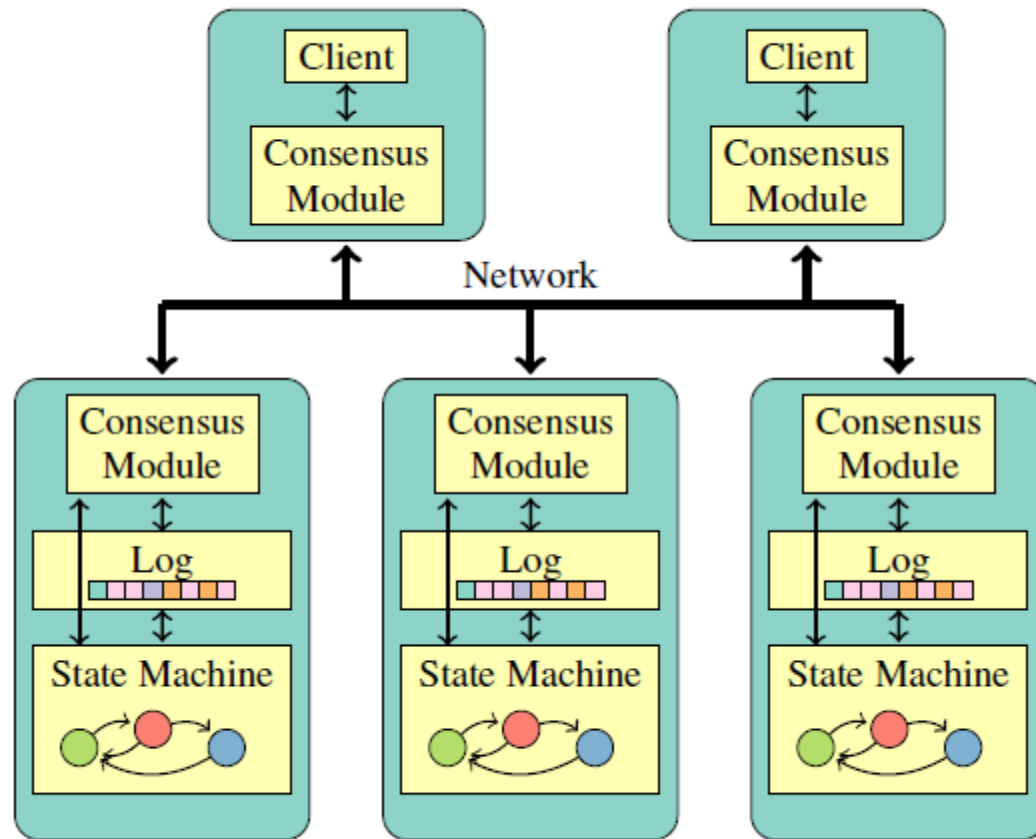 Client
Consensus
Module
Client
Consensus
Module
Network
Consensus
Module
Log
State Machine
Consensus
Module
Log
State Machine
Consensus
Module
Log
State Machine